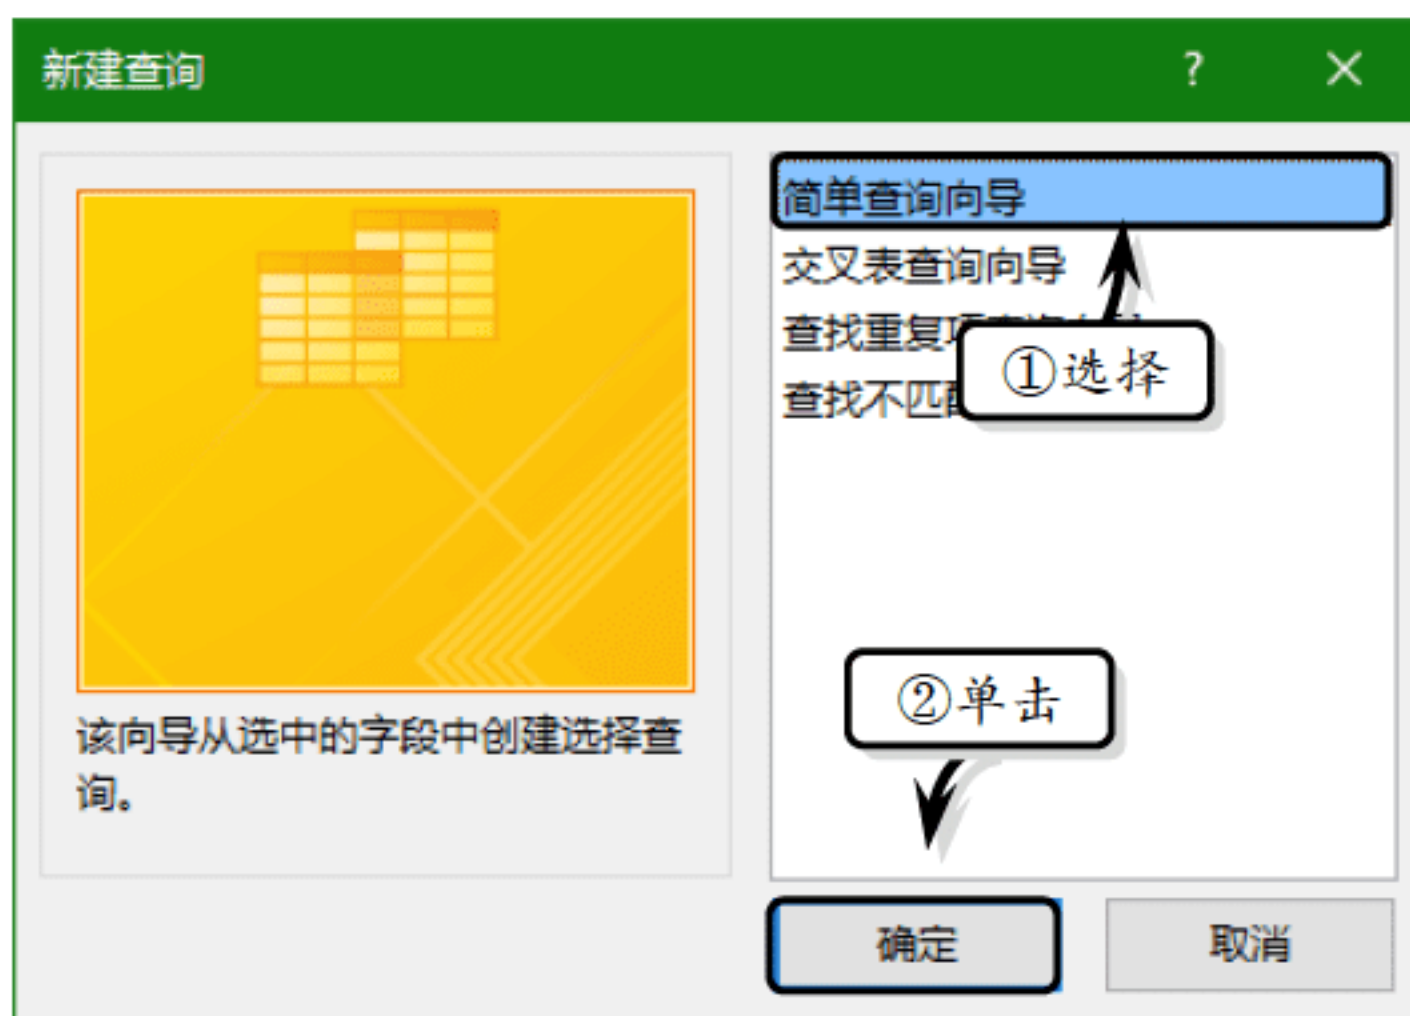 新建查询
?
简单查询向导
交叉表查询向导
查找重复
①选择
查找不匹
②单击
该向导从选中的字段中创建选择查
询。
确定
取消